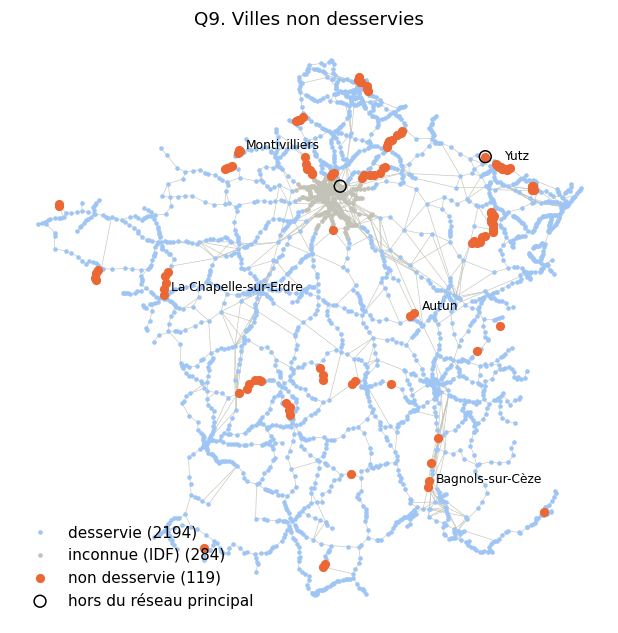 Q9. Villes non desservies
Montivilliers
Yutz
La Chapelle-sur-Erdre
Autun
Bagnols-sur-Cèze
desservie (2194)
inconnue (IDF) (284)
non desservie (119)
hors du réseau principal